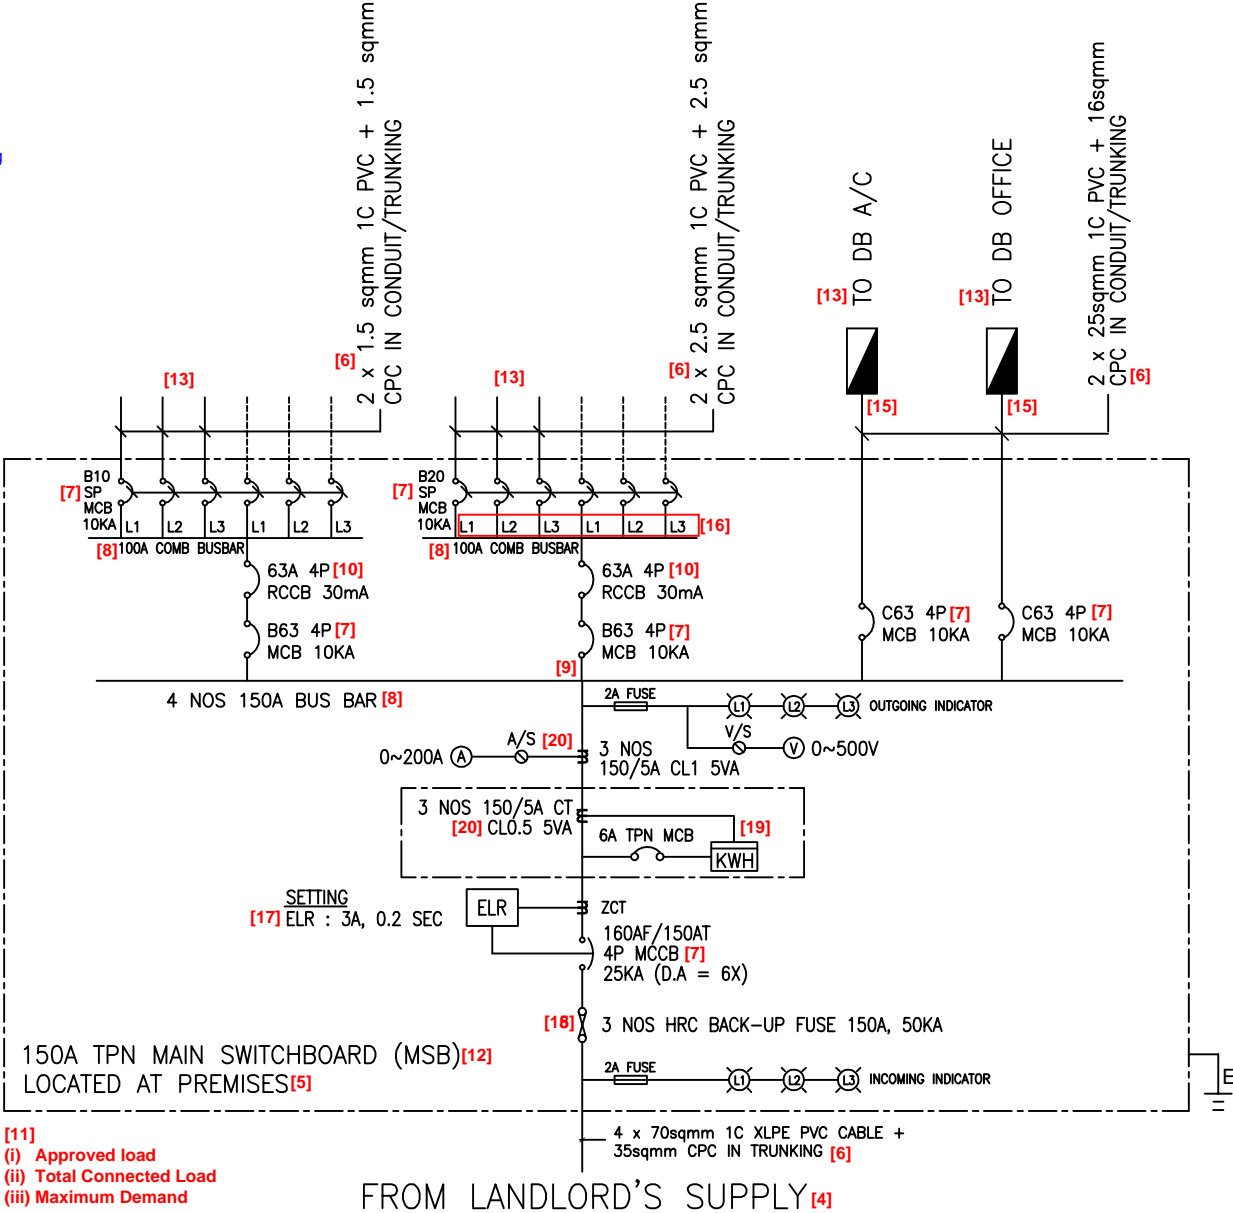 2 x 1.5 sqmm 1C PVC + 1.5 sqmm
CPC IN CONDUIT/TRUNKING
[6]
2 x 2.5 sqmm 1C PVC + 2.5 sqmm
CPC IN CONDUIT/TRUNKING
[6]
TO DB A/C
[13]
TO DB OFFICE
[13]
2 x 25sqmm 1C PVC + 16sqmm
CPC IN CONDUIT/TRUNKING
[6]
[13]
[13]
[15]
[15]
B10
[7] SP
MCB
10KA
L1 L2 L3 L1 L2 L3
[8] 100A COMB BUSBAR
B20
[7] SP
MCB
10KA
L1 L2 L3 L1 L2 L3 [16]
[8] 100A COMB BUSBAR
63A 4P [10]
RCCB 30mA
63A 4P [10]
RCCB 30mA
B63 4P [7]
MCB 10KA
B63 4P [7]
MCB 10KA
C63 4P [7]
MCB 10KA
C63 4P [7]
MCB 10KA
[9]
4 NOS 150A BUS BAR [8]
2A FUSE
L1 L2 L3 OUTGOING INDICATOR
V/S
V 0~500V
0~200A A
A/S [20]
3 NOS
150/5A CL1 5VA
3 NOS 150/5A CT
[20] CL0.5 5VA
6A TPN MCB
[19]
KWH
SETTING
[17] ELR : 3A, 0.2 SEC
ELR
ZCT
160AF/150AT
4P MCCB [7]
25KA (D.A = 6X)
3 NOS HRC BACK-UP FUSE 150A, 50KA
150A TPN MAIN SWITCHBOARD (MSB) [12]
LOCATED AT PREMISES [5]
2A FUSE
L1 L2 L3 INCOMING INDICATOR
E
[11]
(i) Approved load
(ii) Total Connected Load
(iii) Maximum Demand
4 x 70sqmm 1C XLPE PVC CABLE +
35sqmm CPC IN TRUNKING [6]
FROM LANDLORD'S SUPPLY [4]